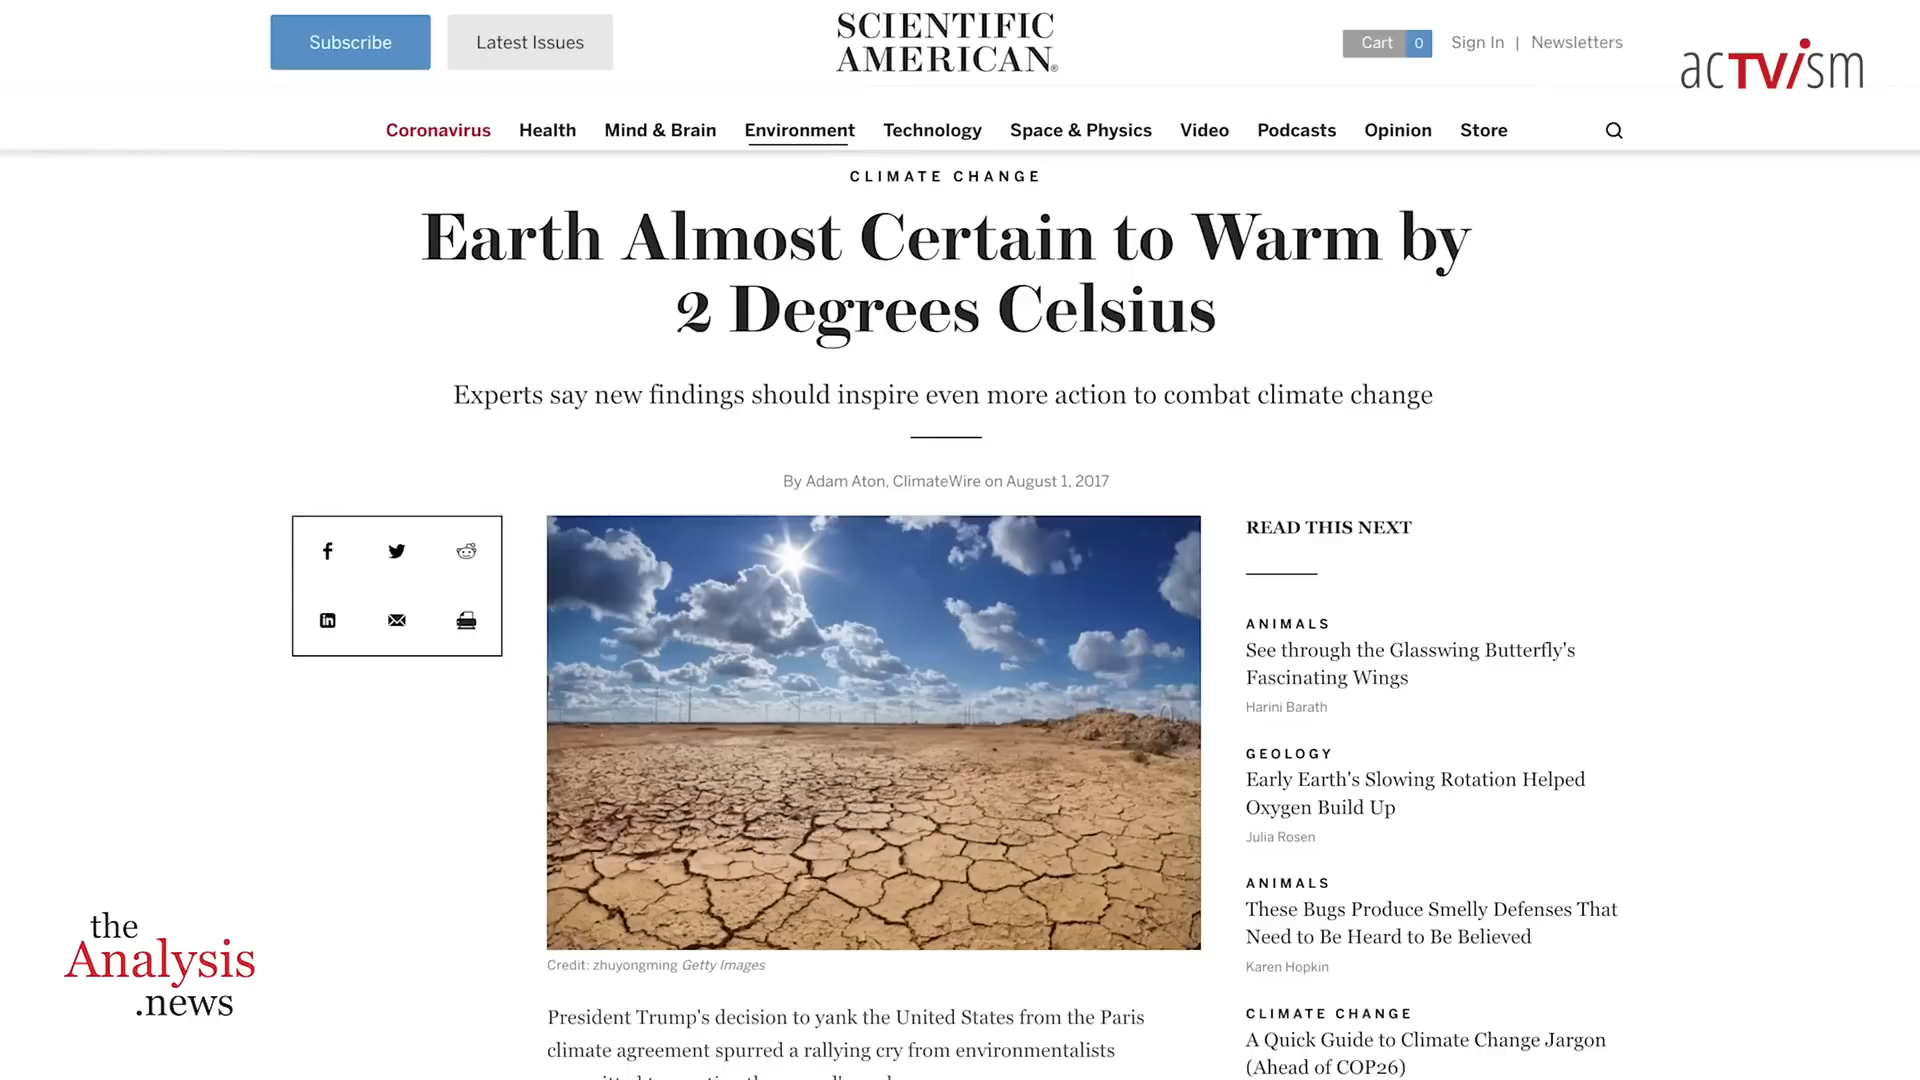 Subscribe
Latest Issues
SCIENTIFIC
AMERICAN®
Cart 0
Sign In | Newsletters
acTVism
Coronavirus Health Mind & Brain Environment Technology Space & Physics Video Podcasts Opinion Store
CLIMATE CHANGE
Earth Almost Certain to Warm by
2 Degrees Celsius
Experts say new findings should inspire even more action to combat climate change
By Adam Aton, ClimateWire on August 1, 2017
Credit: zhuyongming Getty Images
President Trump's decision to yank the United States from the Paris
climate agreement spurred a rallying cry from environmentalists
READ THIS NEXT
ANIMALS
See through the Glasswing Butterfly's
Fascinating Wings
Harini Barath
GEOLOGY
Early Earth's Slowing Rotation Helped
Oxygen Build Up
Julia Rosen
ANIMALS
These Bugs Produce Smelly Defenses That
Need to Be Heard to Be Believed
Karen Hopkin
CLIMATE CHANGE
A Quick Guide to Climate Change Jargon
(Ahead of COP26)
the
Analysis
.news